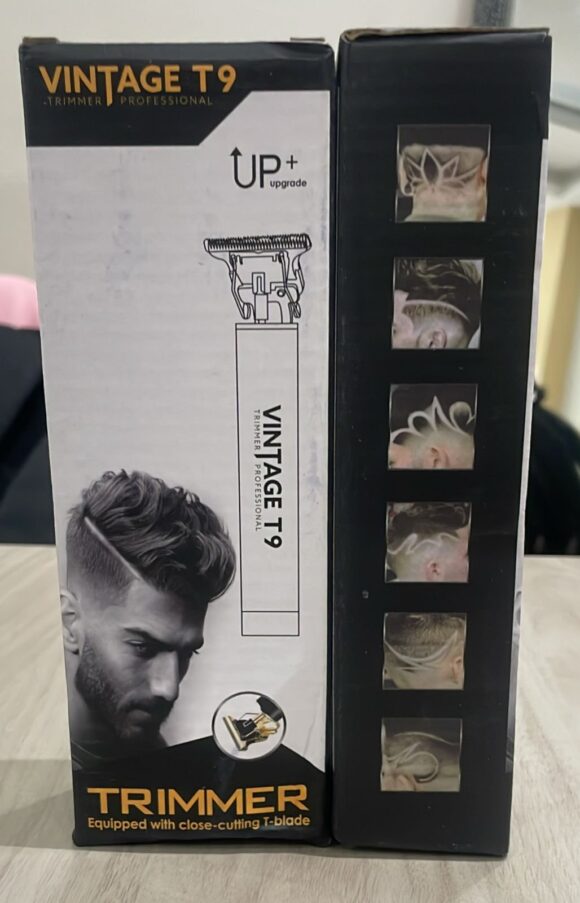 VINTAGE T9
TRIMMER PROFESSIONAL
UP+
upgrade
VINTAGE T9
TRIMMER PROFESSIONAL
TRIMMER
Equipped with close-cutting T-blade